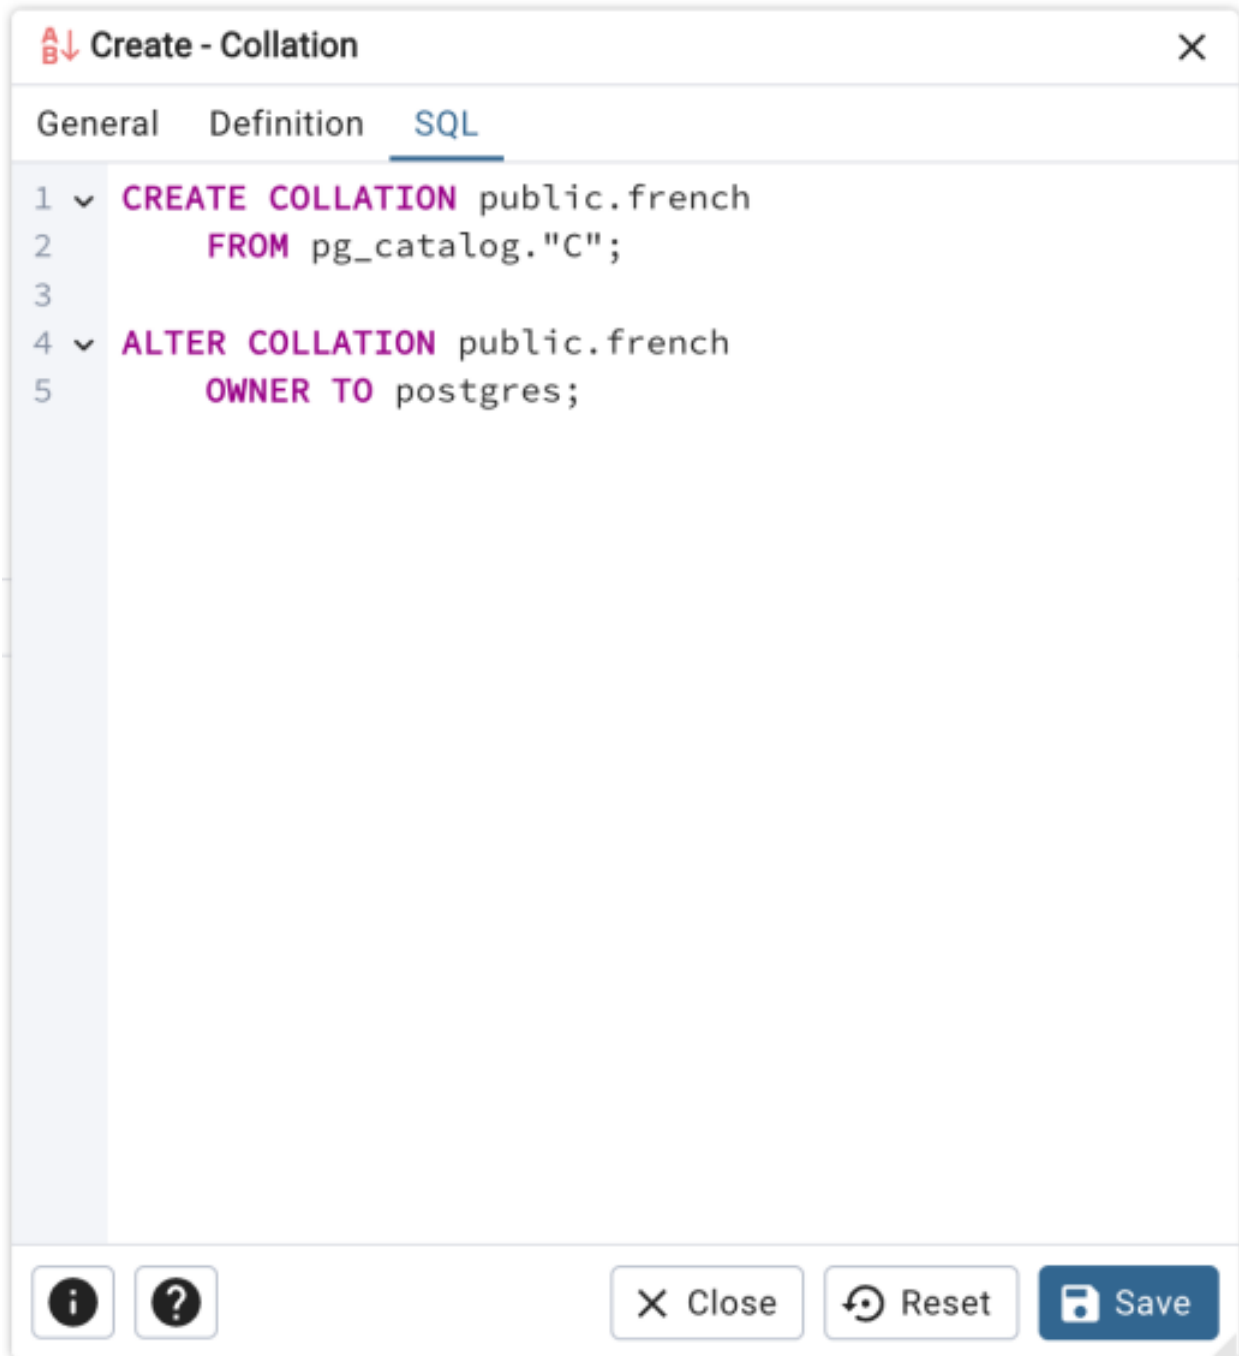 Create - Collation
General Definition SQL
1 CREATE COLLATION public.french
2 FROM pg_catalog."C";
3
4 ALTER COLLATION public.french
5 OWNER TO postgres;
Close Reset Save